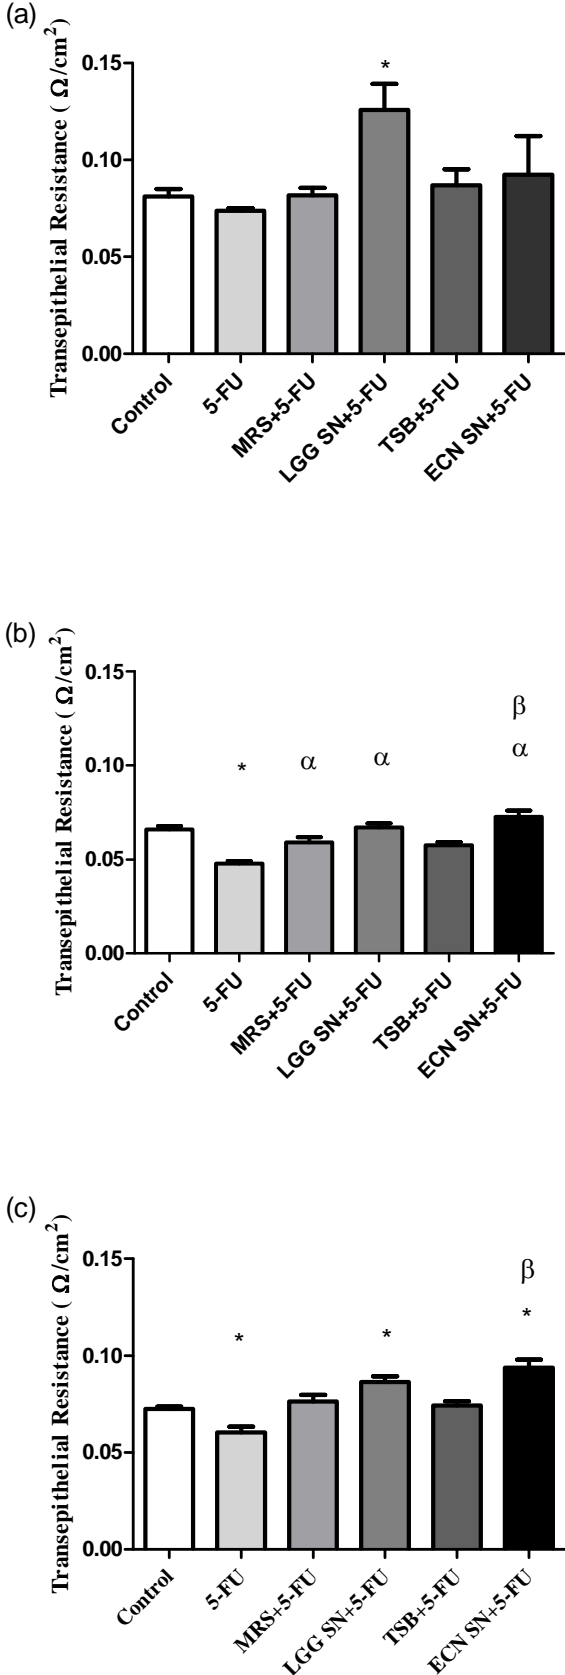 (a)
Transepithelial Resistance ( Ω/cm²)
0.15
0.10
0.05
0.00
*
Control
5-FU
MRS+5-FU
LGG SN+5-FU
TSB+5-FU
ECN SN+5-FU
(b)
Transepithelial Resistance ( Ω/cm²)
0.15
0.10
0.05
0.00
*
α
α
β
α
Control
5-FU
MRS+5-FU
LGG SN+5-FU
TSB+5-FU
ECN SN+5-FU
(c)
Transepithelial Resistance ( Ω/cm²)
0.15
0.10
0.05
0.00
*
*
β
*
Control
5-FU
MRS+5-FU
LGG SN+5-FU
TSB+5-FU
ECN SN+5-FU